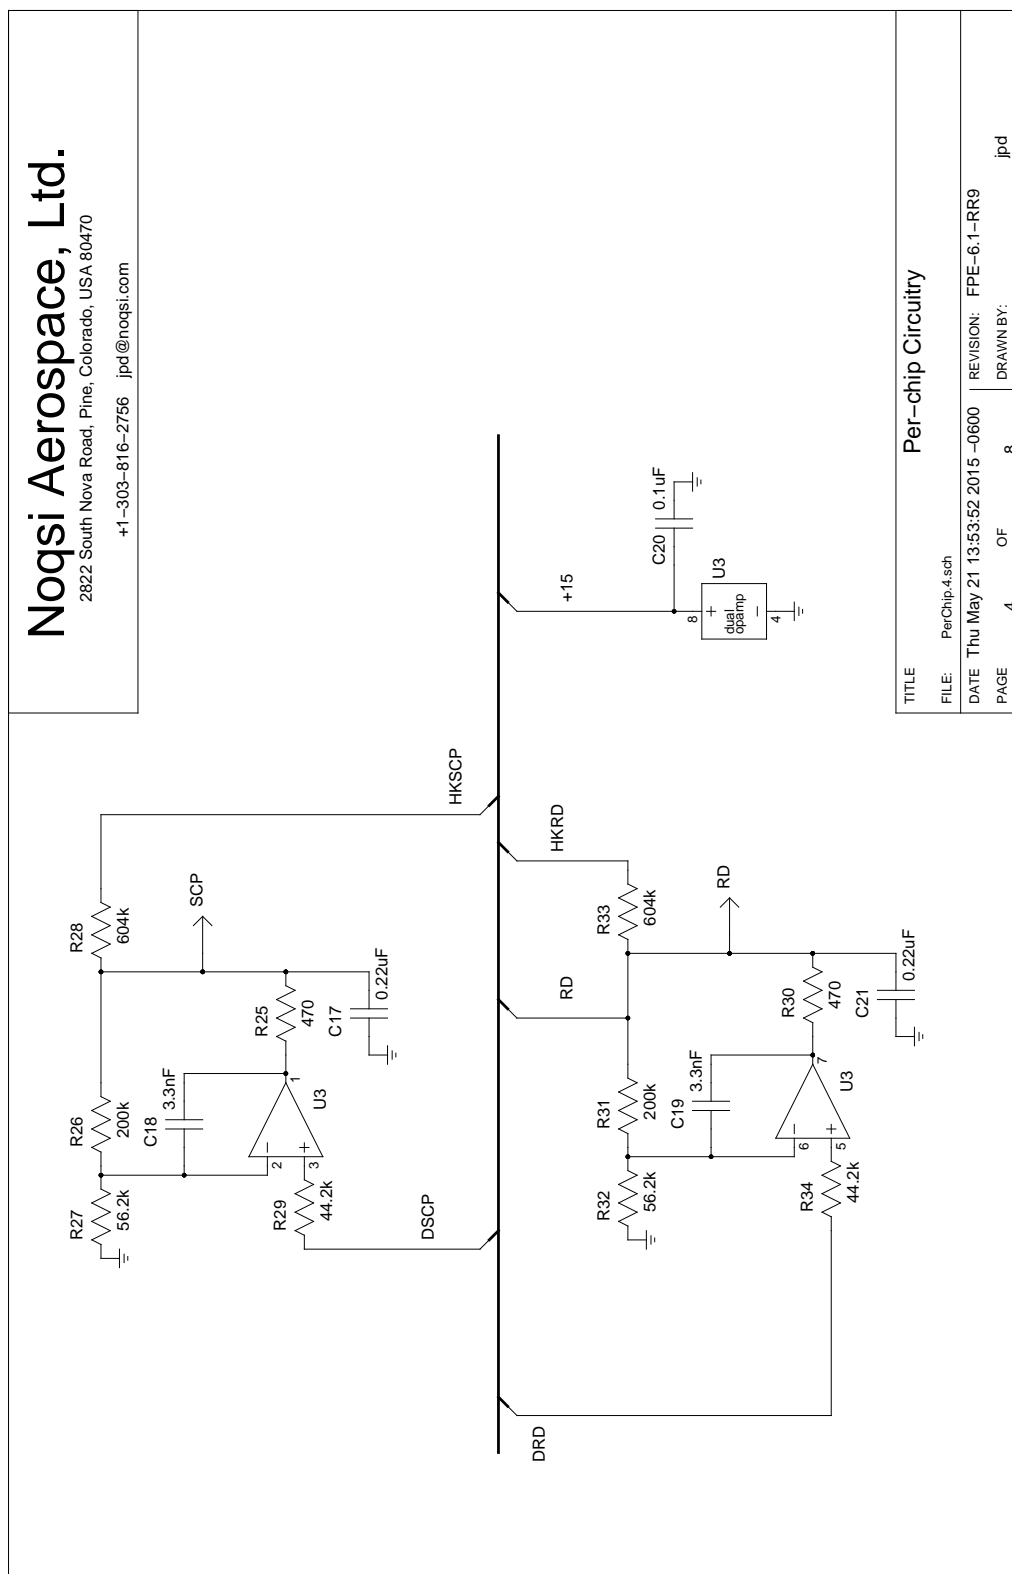 Noqsi Aerospace, Ltd.
2822 South Nova Road, Pine, Colorado, USA 80470
+1−303−816−2756 jpd@noqsi.com
R27
56.2k
R26
200k
R28
604k
C18
3.3nF
SCP
2
3
1
U3
R25
470
R29
44.2k
C17
0.22uF
DSCP
HKSCP
DRD
RD
HKRD
+15
R32
56.2k
R31
200k
R33
604k
C19
3.3nF
RD
6
5
7
U3
R30
470
R34
44.2k
C21
0.22uF
C20
0.1uF
8
+
dual
opamp
−
4
U3
TITLE
Per−chip Circuitry
FILE: PerChip.4.sch
DATE Thu May 21 13:53:52 2015 −0600
REVISION: FPE−6.1−RR9
PAGE 4 OF 8
DRAWN BY: jpd